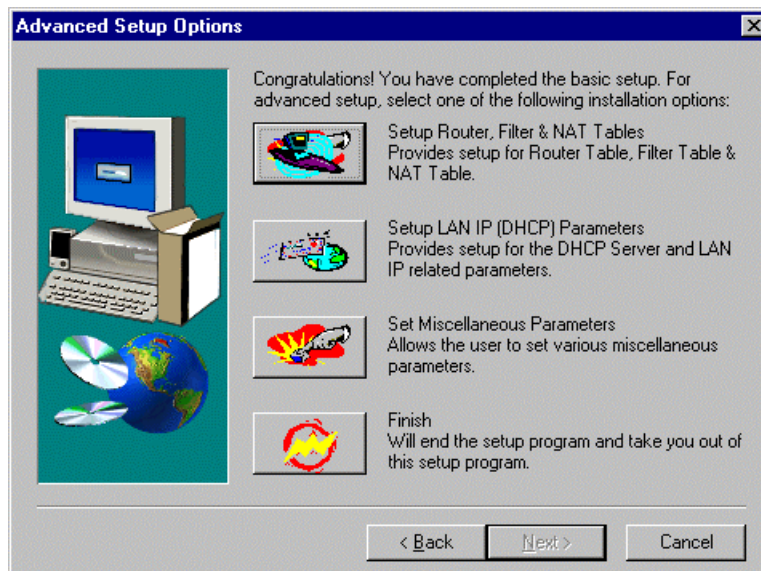 Advanced Setup Options
Congratulations! You have completed the basic setup. For
advanced setup, select one of the following installation options:
Setup Router, Filter & NAT Tables
Provides setup for Router Table, Filter Table &
NAT Table.
Setup LAN IP (DHCP) Parameters
Provides setup for the DHCP Server and LAN
IP related parameters.
Set Miscellaneous Parameters
Allows the user to set various miscellaneous
parameters.
Finish
Will end the setup program and take you out of
this setup program.
< Back
Next >
Cancel